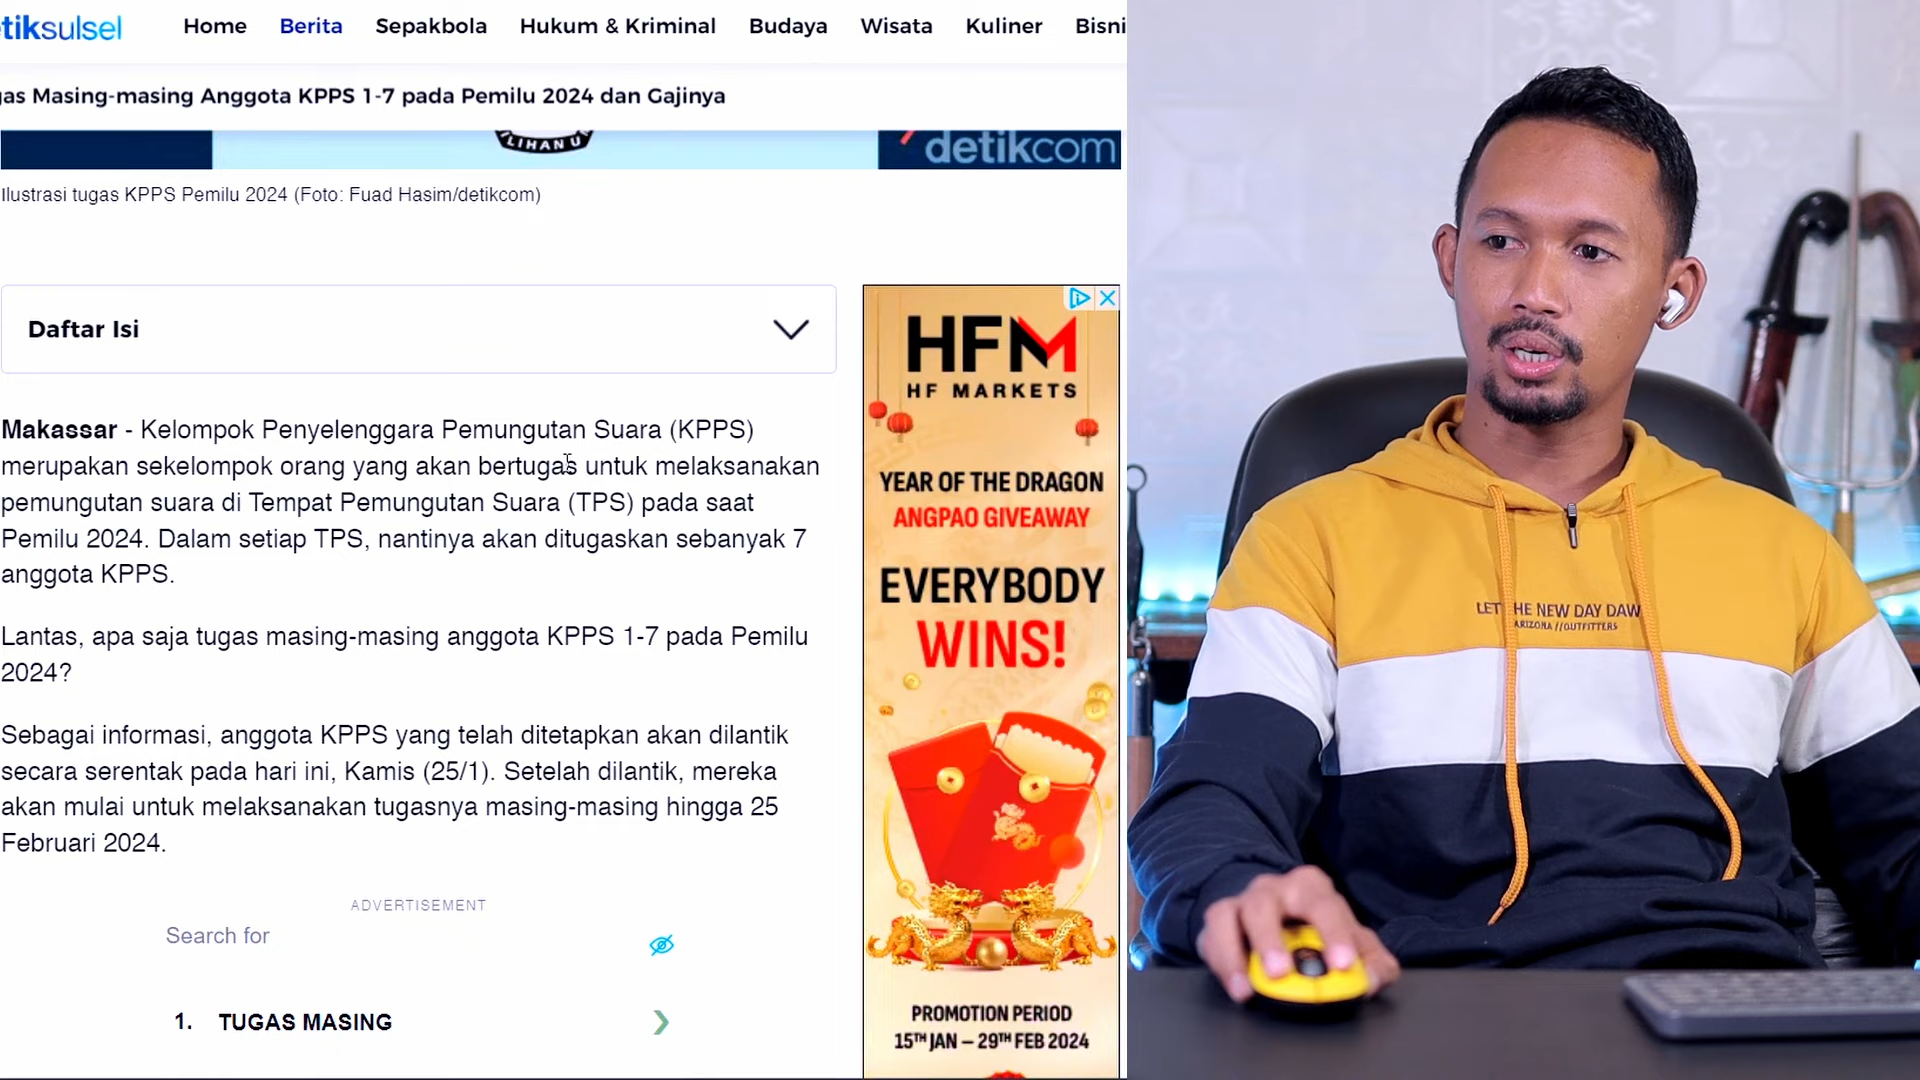 tiksulsel
Home Berita Sepakbola Hukum & Kriminal Budaya Wisata Kuliner Bisni
gas Masing-masing Anggota KPPS 1-7 pada Pemilu 2024 dan Gajinya
LIHAN U
detikcom
Ilustrasi tugas KPPS Pemilu 2024 (Foto: Fuad Hasim/detikcom)
Daftar Isi
Makassar - Kelompok Penyelenggara Pemungutan Suara (KPPS)
merupakan sekelompok orang yang akan bertugas untuk melaksanakan
pemungutan suara di Tempat Pemungutan Suara (TPS) pada saat
Pemilu 2024. Dalam setiap TPS, nantinya akan ditugaskan sebanyak 7
anggota KPPS.
Lantas, apa saja tugas masing-masing anggota KPPS 1-7 pada Pemilu
2024?
Sebagai informasi, anggota KPPS yang telah ditetapkan akan dilantik
secara serentak pada hari ini, Kamis (25/1). Setelah dilantik, mereka
akan mulai untuk melaksanakan tugasnya masing-masing hingga 25
Februari 2024.
ADVERTISEMENT
Search for
1. TUGAS MASING
HFM
HF MARKETS
YEAR OF THE DRAGON
ANGPAO GIVEAWAY
EVERYBODY
WINS!
PROMOTION PERIOD
15TH JAN – 29TH FEB 2024
LET HE NEW DAY DAW
ARIZONA //OUTFITTERS